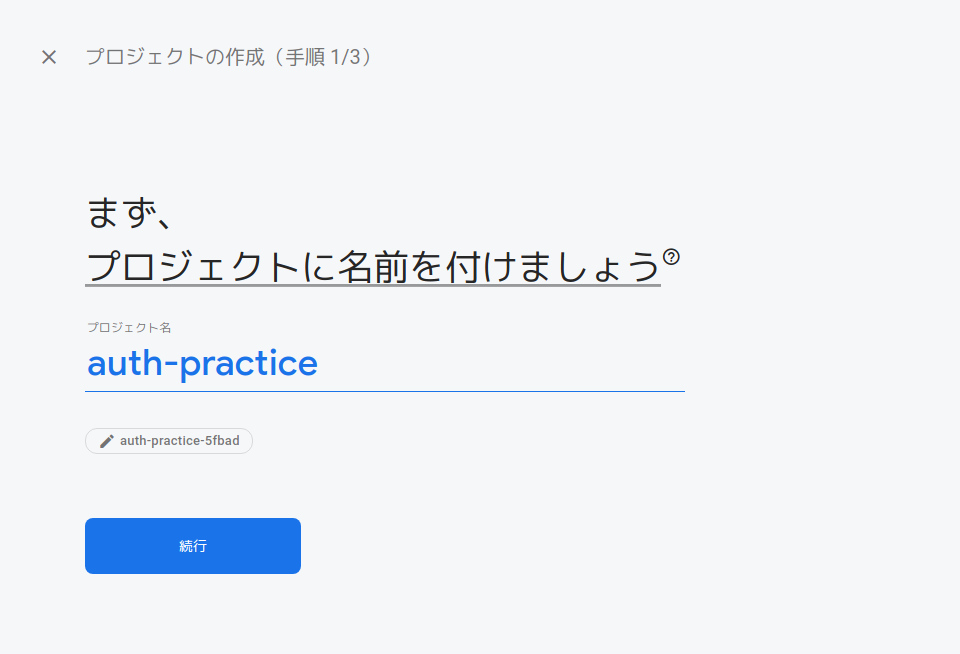 プロジェクトの作成（手順 1/3）
まず、
プロジェクトに名前を付けましょう
プロジェクト名
auth-practice
auth-practice-5fbad
続行